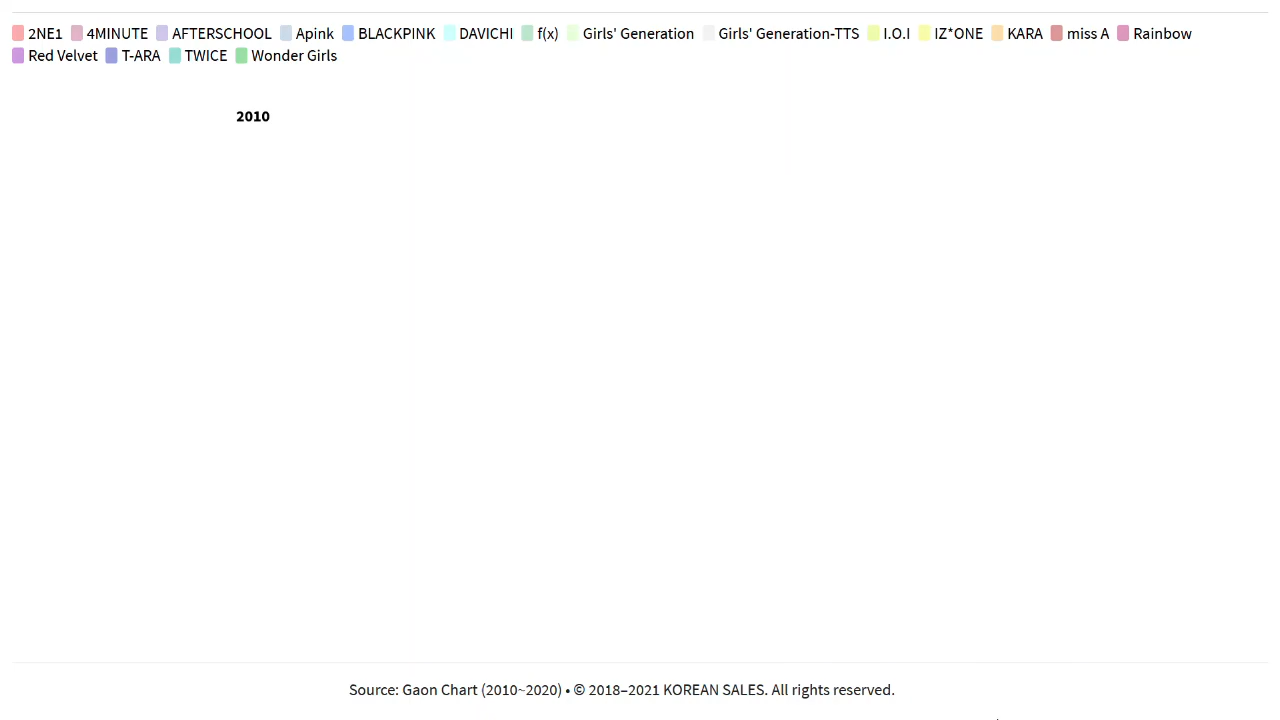 2NE1 4MINUTE AFTERSCHOOL Apink BLACKPINK DAVICHI f(x) Girls' Generation Girls' Generation-TTS I.O.I IZ*ONE KARA miss A Rainbow
Red Velvet T-ARA TWICE Wonder Girls
2010
Source: Gaon Chart (2010~2020) • © 2018–2021 KOREAN SALES. All rights reserved.